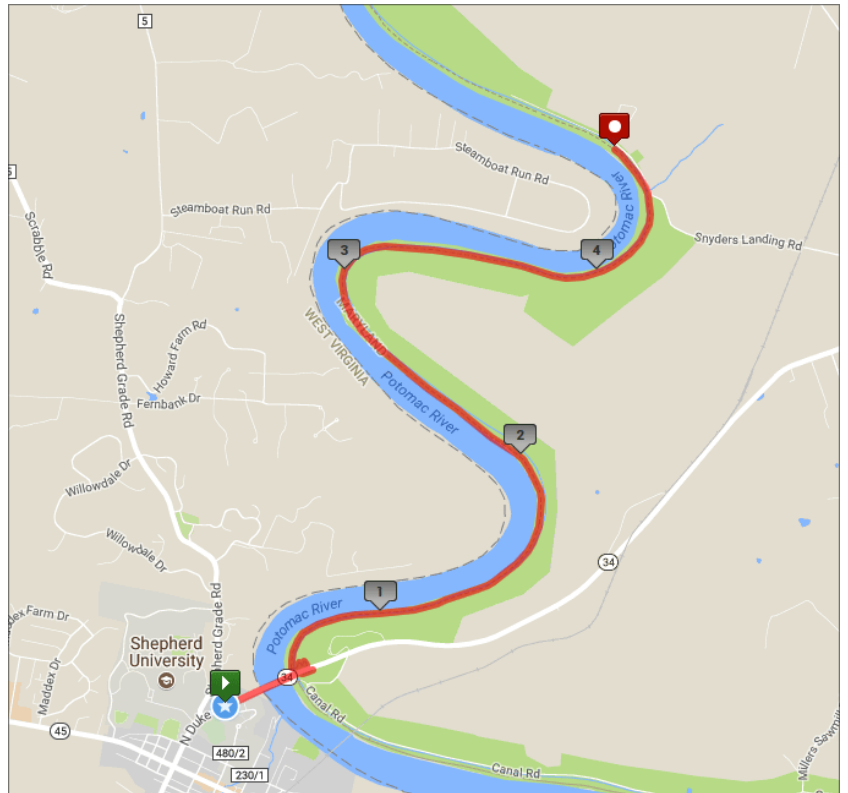 5
Steamboat Run Rd
Potomac River
Steamboat Run Rd
Scrabble Rd
3
4
Snyders Landing Rd
MARYLAND
WEST VIRGINIA
Shepherd Grade Rd
Howard Farm Rd
Fernbank Dr
Potomac River
2
Willowdale Dr
Willowdale Dr
34
1
Potomac River
Shepherd Grade Rd
Farm Dr
Maddex Dr
Shepherd
University
34
Canal Rd
N Duke
45
480/2
230/1
Canal Rd